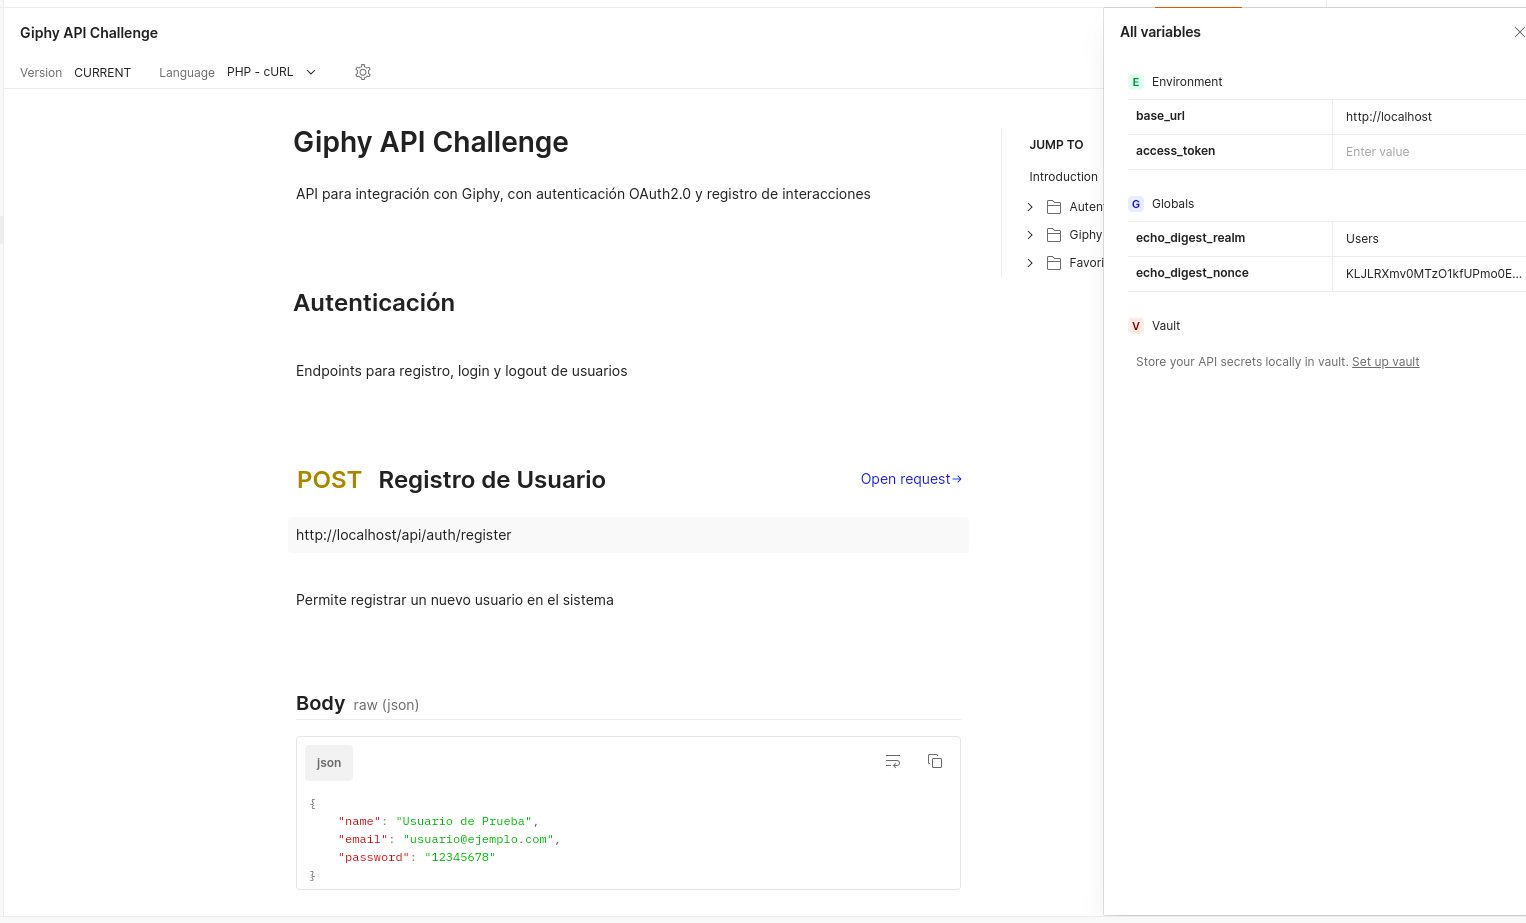 Giphy API Challenge
Version CURRENT Language PHP - cURL
Giphy API Challenge
API para integración con Giphy, con autenticación OAuth2.0 y registro de interacciones
Autenticación
Endpoints para registro, login y logout de usuarios
POST Registro de Usuario Open request→
http://localhost/api/auth/register
Permite registrar un nuevo usuario en el sistema
Body raw (json)
json
{
"name": "Usuario de Prueba",
"email": "usuario@ejemplo.com",
"password": "12345678"
}
JUMP TO
Introduction
Auten
Giphy
Favori
All variables
E Environment
base_url http://localhost
access_token Enter value
G Globals
echo_digest_realm Users
echo_digest_nonce KLJLRXmv0MTzO1kfUPmo0E...
V Vault
Store your API secrets locally in vault. Set up vault